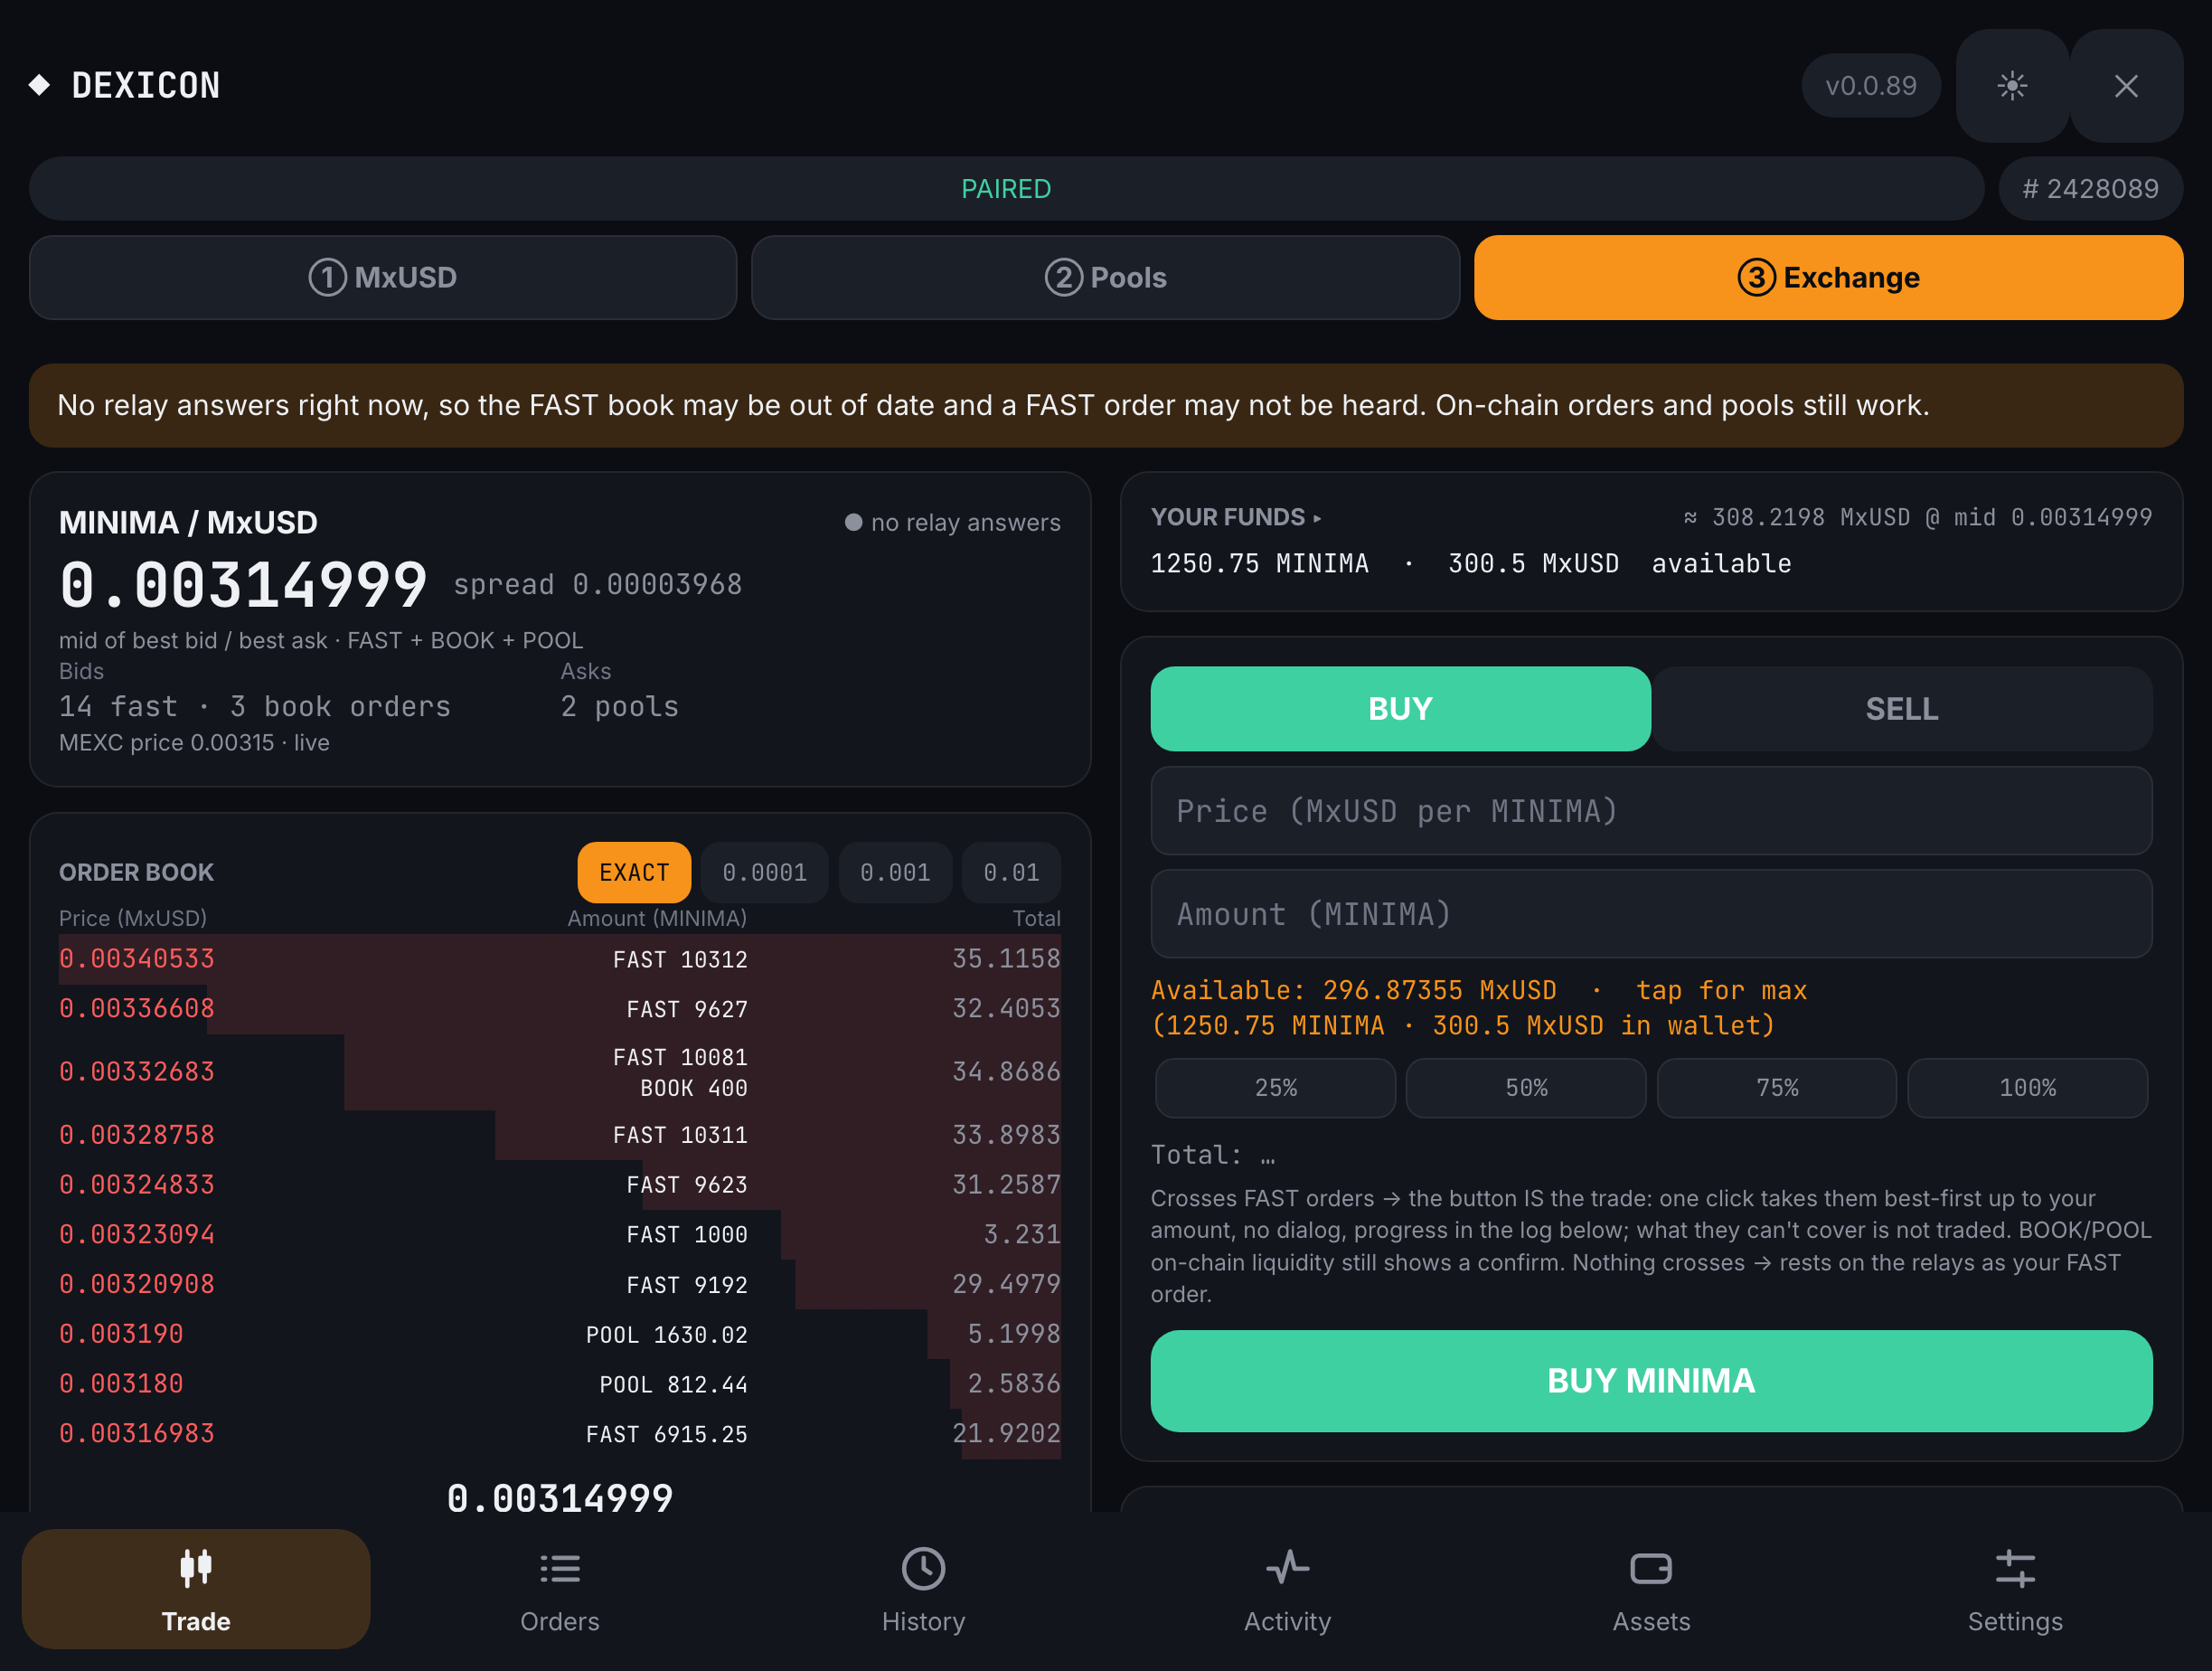 ◆ DEXICON
v0.0.89
PAIRED
# 2428089
① MxUSD
② Pools
③ Exchange
No relay answers right now, so the FAST book may be out of date and a FAST order may not be heard. On-chain orders and pools still work.
MINIMA / MxUSD
no relay answers
0.00314999 spread 0.00003968
mid of best bid / best ask · FAST + BOOK + POOL
Bids
Asks
14 fast · 3 book orders
2 pools
MEXC price 0.00315 · live
ORDER BOOK
EXACT
0.0001
0.001
0.01
Price (MxUSD) Amount (MINIMA) Total
0.00340533 FAST 10312 35.1158
0.00336608 FAST 9627 32.4053
0.00332683 FAST 10081 34.8686
BOOK 400
0.00328758 FAST 10311 33.8983
0.00324833 FAST 9623 31.2587
0.00323094 FAST 1000 3.231
0.00320908 FAST 9192 29.4979
0.003190 POOL 1630.02 5.1998
0.003180 POOL 812.44 2.5836
0.00316983 FAST 6915.25 21.9202
0.00314999
YOUR FUNDS ▸
≈ 308.2198 MxUSD @ mid 0.00314999
1250.75 MINIMA · 300.5 MxUSD available
BUY
SELL
Price (MxUSD per MINIMA)
Amount (MINIMA)
Available: 296.87355 MxUSD · tap for max
(1250.75 MINIMA · 300.5 MxUSD in wallet)
25%
50%
75%
100%
Total: …
Crosses FAST orders → the button IS the trade: one click takes them best-first up to your
amount, no dialog, progress in the log below; what they can't cover is not traded. BOOK/POOL
on-chain liquidity still shows a confirm. Nothing crosses → rests on the relays as your FAST
order.
BUY MINIMA
Trade
Orders
History
Activity
Assets
Settings